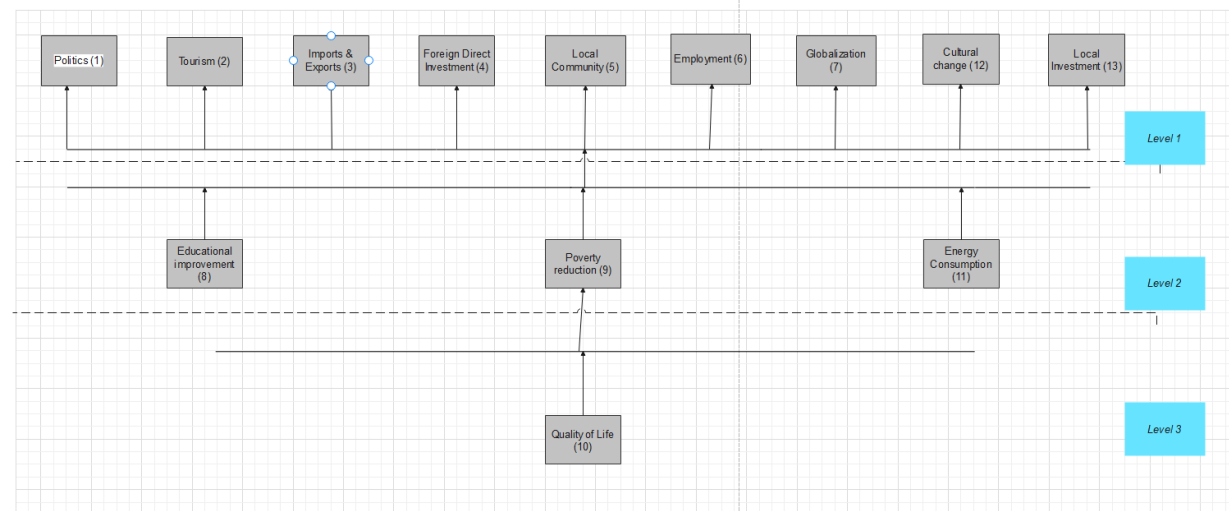 Politics (1)
Tourism (2)
Imports &
Exports (3)
Foreign Direct
Investment (4)
Local
Community (5)
Employment (6)
Globalization
(7)
Cultural
change (12)
Local
Investment (13)
Level 1
Educational
improvement
(8)
Poverty
reduction (9)
Energy
Consumption
(11)
Level 2
Quality of Life
(10)
Level 3